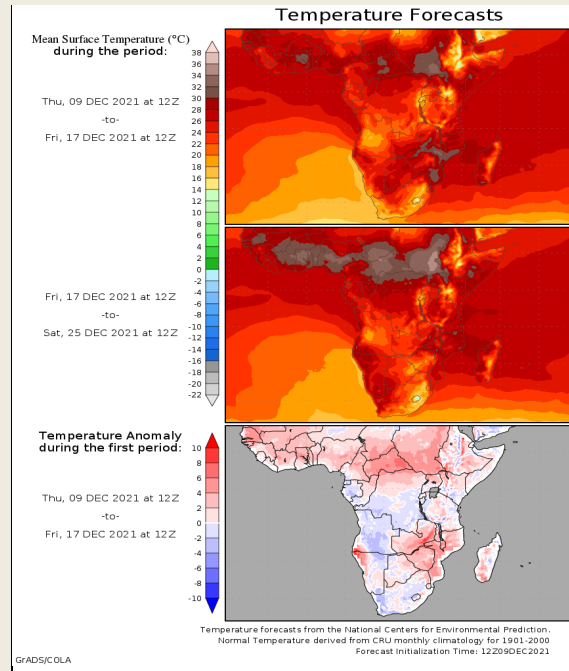 Temperature Forecasts
Mean Surface Temperature (°C)
during the period:
Thu, 09 DEC 2021 at 12Z
-to-
Fri, 17 DEC 2021 at 12Z
38
36
34
32
30
28
26
24
22
20
18
16
14
12
10
8
6
4
2
0
-2
-4
-6
-8
-10
-12
-14
-16
-18
-20
-22
Fri, 17 DEC 2021 at 12Z
-to-
Sat, 25 DEC 2021 at 12Z
Temperature Anomaly
during the first period:
Thu, 09 DEC 2021 at 12Z
-to-
Fri, 17 DEC 2021 at 12Z
10
8
6
4
2
0
-2
-4
-6
-8
-10
Temperature forecasts from the National Centers for Environmental Prediction.
Normal Temperature derived from CRU monthly climatology for 1901-2000
Forecast Initialization Time: 12Z09DEC2021
GrADS/COLA